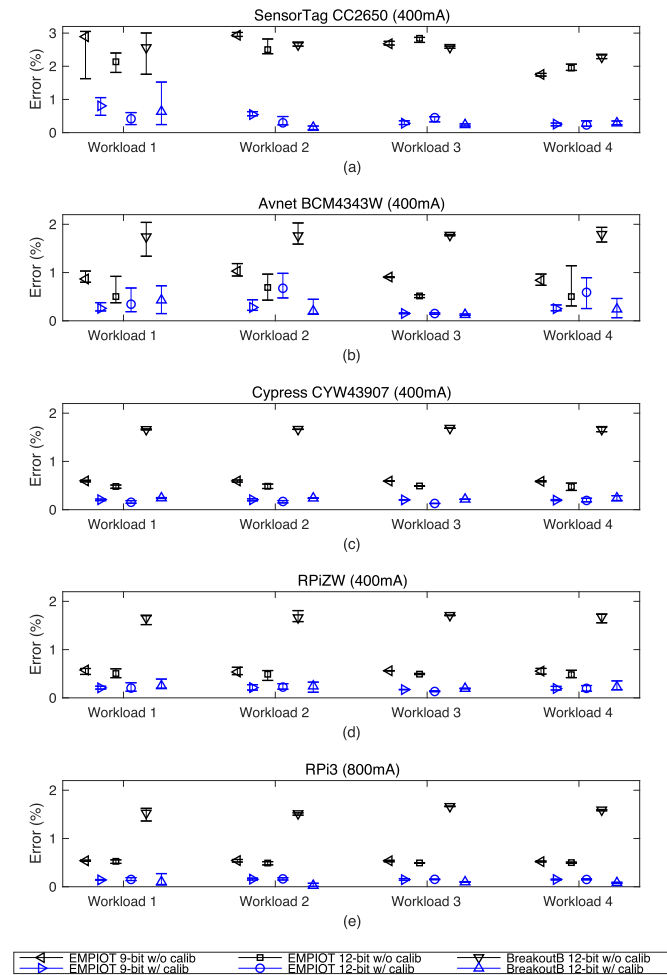 SensorTag CC2650 (400mA)
3
2
1
0
Error (%)
Workload 1 Workload 2 Workload 3 Workload 4
(a)
Avnet BCM4343W (400mA)
2
1
0
Error (%)
Workload 1 Workload 2 Workload 3 Workload 4
(b)
Cypress CYW43907 (400mA)
2
1
0
Error (%)
Workload 1 Workload 2 Workload 3 Workload 4
(c)
RPiZW (400mA)
2
1
0
Error (%)
Workload 1 Workload 2 Workload 3 Workload 4
(d)
RPi3 (800mA)
2
1
0
Error (%)
Workload 1 Workload 2 Workload 3 Workload 4
(e)
EMPIOT 9-bit w/o calib EMPIOT 12-bit w/o calib BreakoutB 12-bit w/o calib
EMPIOT 9-bit w/ calib EMPIOT 12-bit w/ calib BreakoutB 12-bit w/ calib